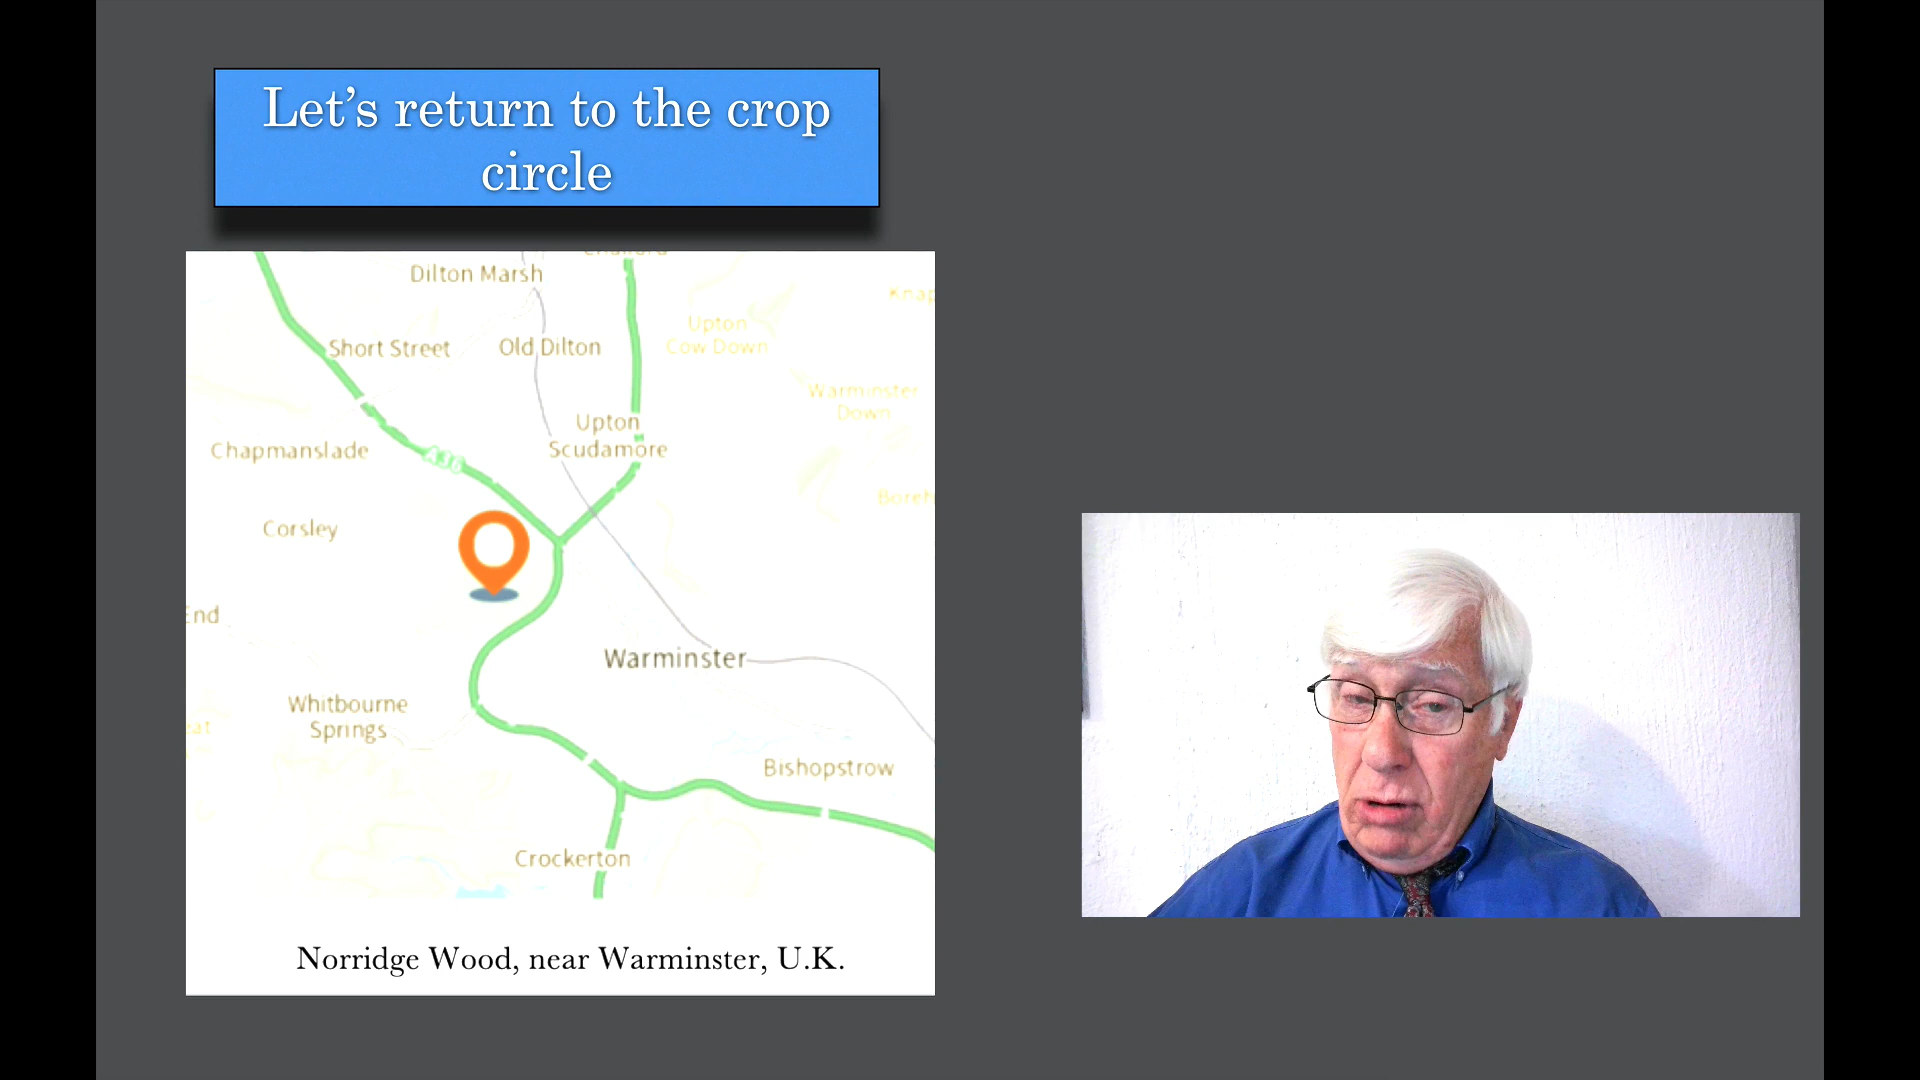 Let’s return to the crop
circle
Dilton Marsh
Short Street
Old Dilton
Upton
Cow Down
Warminster
Down
Upton
Scudamore
Chapmanslade
A36
Corsley
End
Warminster
Whitbourne
Springs
Bishopstrow
Crockerton
Norridge Wood, near Warminster, U.K.